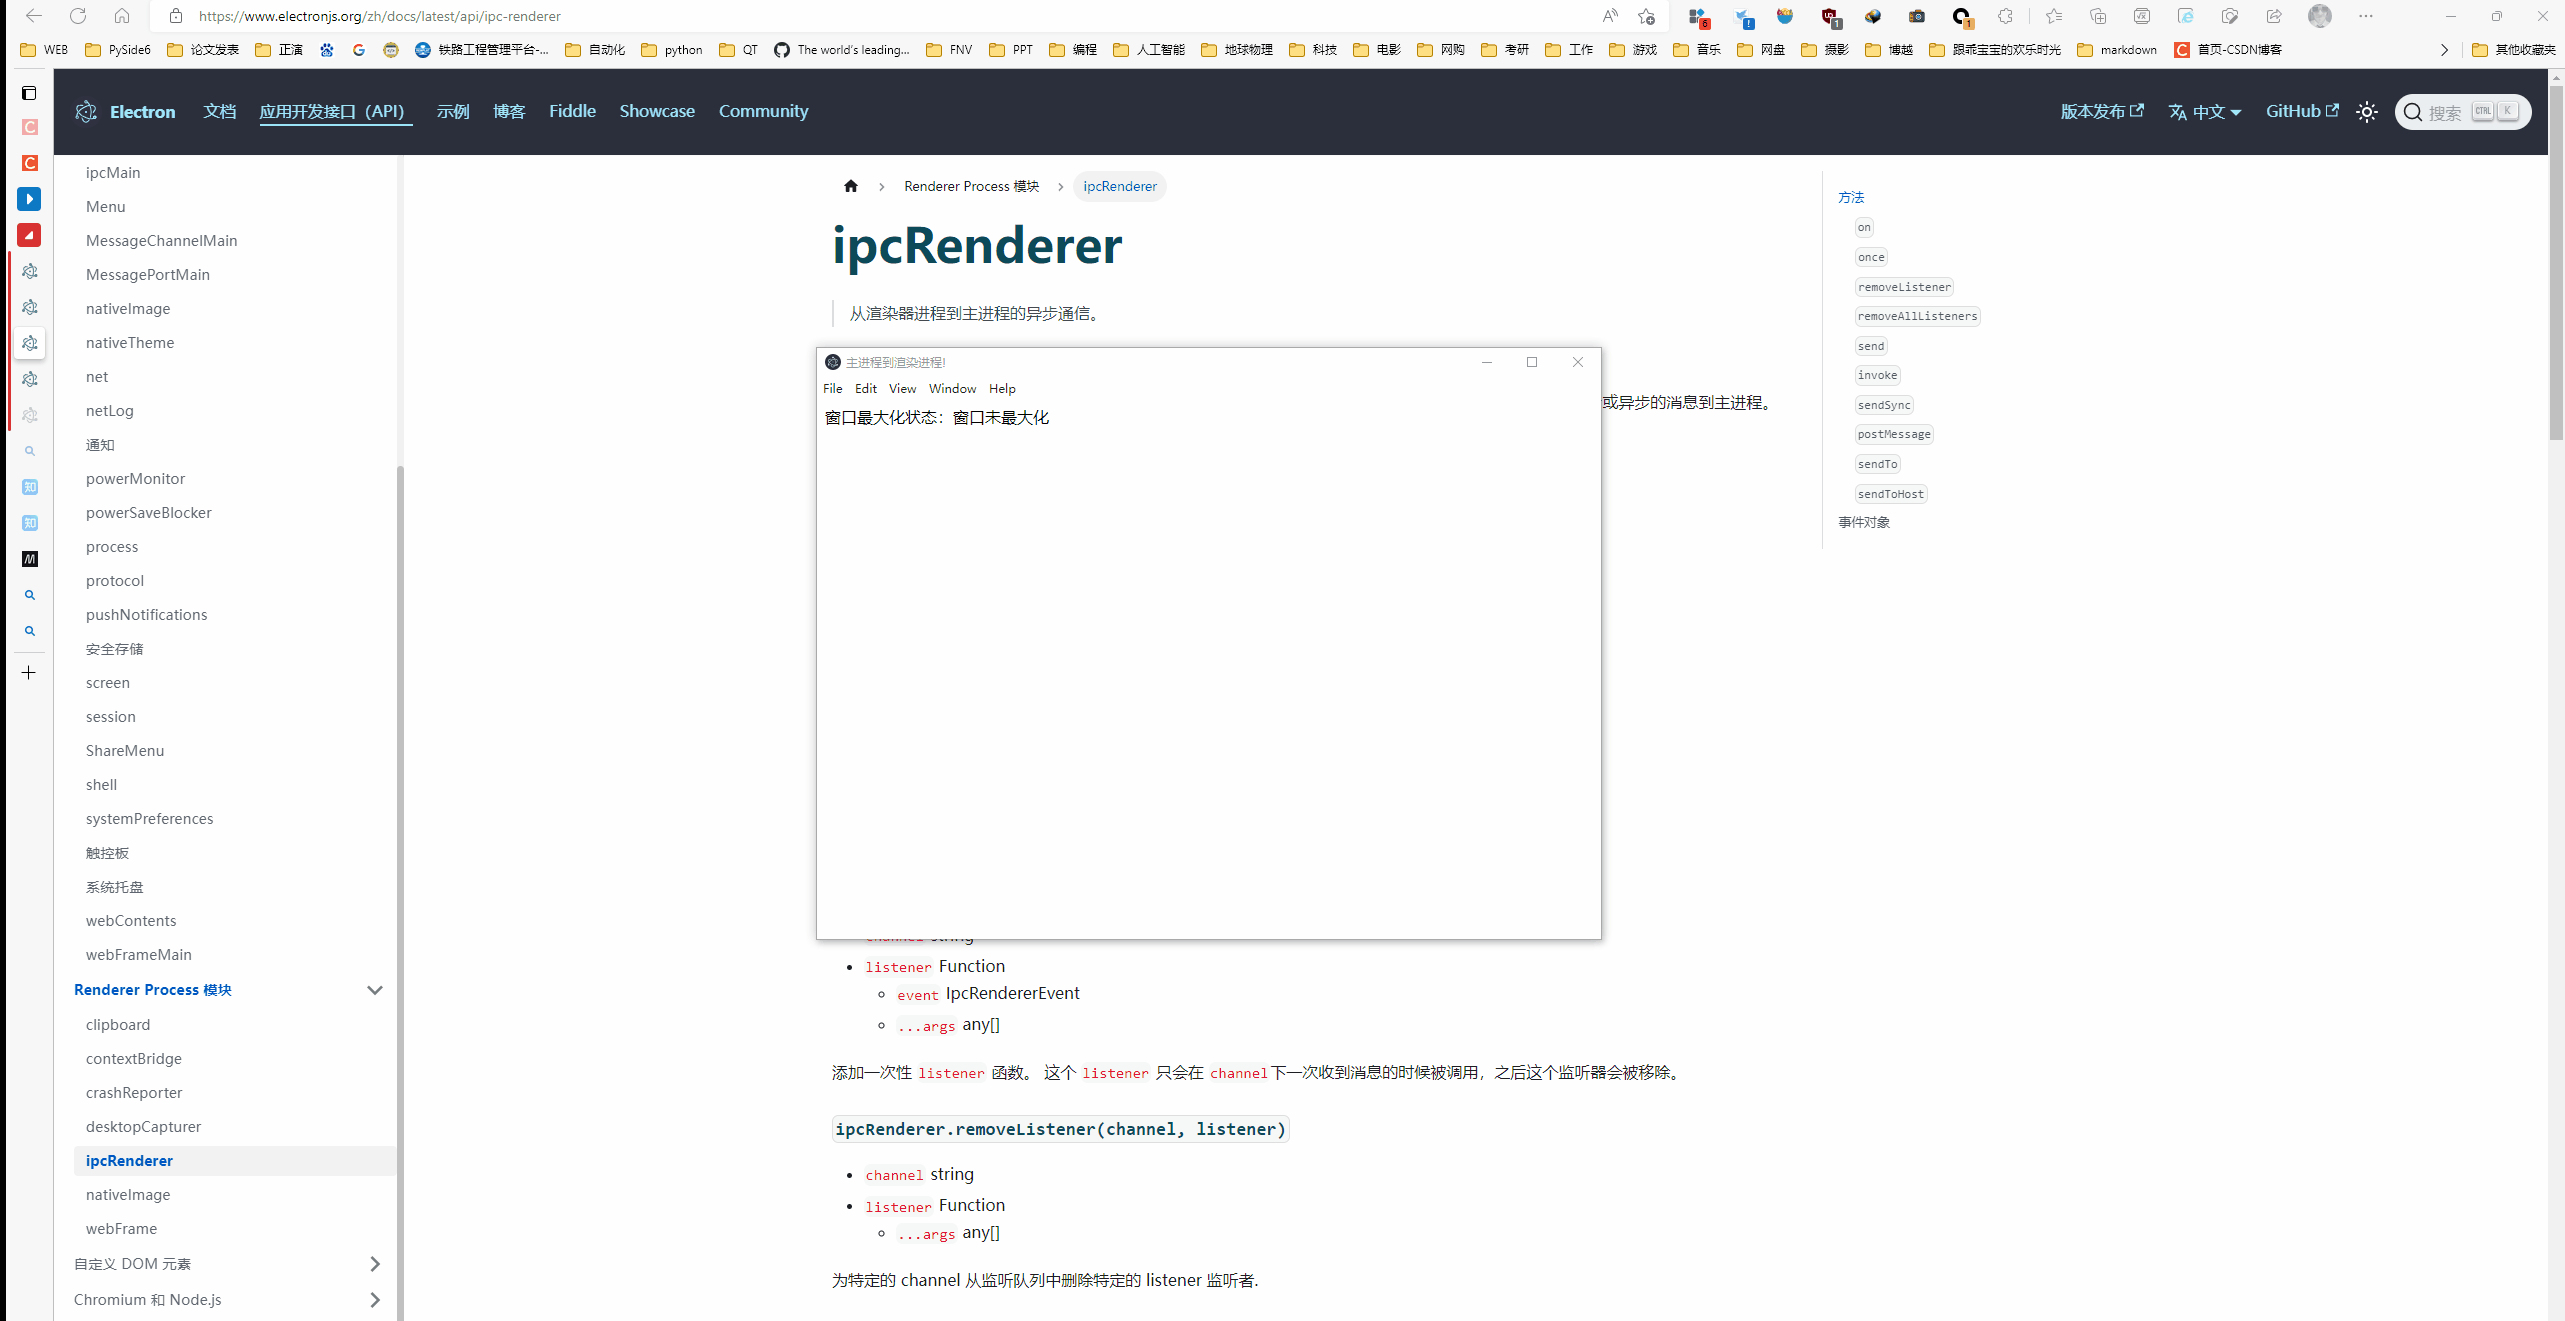 https://www.electronjs.org/zh/docs/latest/api/ipc-renderer
WEB PySide6 论文发表 正演 铁路工程管理平台-... 自动化 python QT The world's leading... FNV PPT 编程 人工智能 地球物理 科技 电影 网购 考研 工作 游戏 音乐 网盘 摄影 博越 跟乖宝宝的欢乐时光 markdown 首页-CSDN博客 其他收藏夹
Electron 文档 应用开发接口（API） 示例 博客 Fiddle Showcase Community 版本发布 中文 GitHub 搜索 CTRL K
ipcMain
Menu
MessageChannelMain
MessagePortMain
nativeImage
nativeTheme
net
netLog
通知
powerMonitor
powerSaveBlocker
process
protocol
pushNotifications
安全存储
screen
session
ShareMenu
shell
systemPreferences
触控板
系统托盘
webContents
webFrameMain
Renderer Process 模块
clipboard
contextBridge
crashReporter
desktopCapturer
ipcRenderer
nativeImage
webFrame
自定义 DOM 元素
Chromium 和 Node.js
Renderer Process 模块 ipcRenderer
ipcRenderer
从渲染器进程到主进程的异步通信。
主进程到渲染进程!
File Edit View Window Help
窗口最大化状态：窗口未最大化
或异步的消息到主进程。
channel string
listener Function
event IpcRendererEvent
...args any[]
添加一次性 listener 函数。 这个 listener 只会在 channel下一次收到消息的时候被调用，之后这个监听器会被移除。
ipcRenderer.removeListener(channel, listener)
channel string
listener Function
...args any[]
为特定的 channel 从监听队列中删除特定的 listener 监听者.
方法
on
once
removeListener
removeAllListeners
send
invoke
sendSync
postMessage
sendTo
sendToHost
事件对象